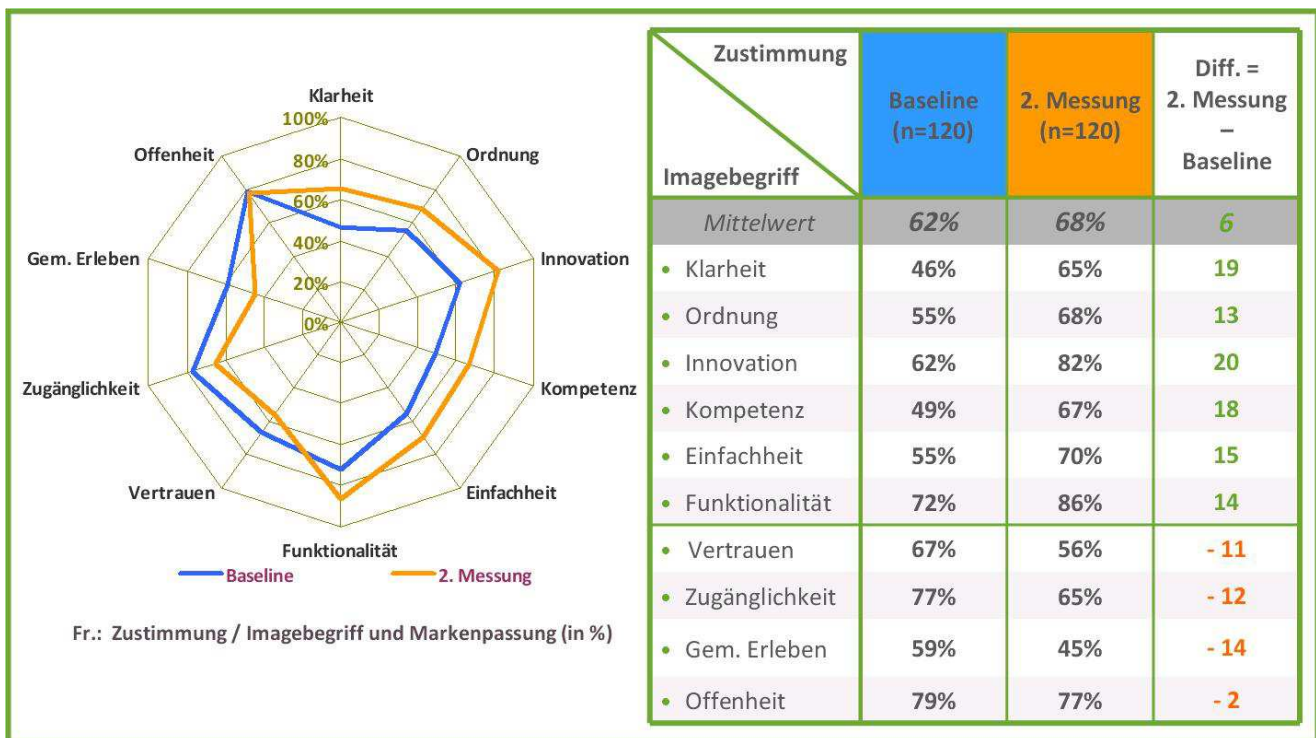 Klarheit
100%
Offenheit
Ordnung
80%
60%
Gem. Erleben
Innovation
40%
20%
0%
Zugänglichkeit
Kompetenz
Vertrauen
Einfachheit
Funktionalität
Baseline
2. Messung
Fr.: Zustimmung / Imagebegriff und Markenpassung (in %)
Zustimmung
Imagebegriff
Baseline
(n=120)
2. Messung
(n=120)
Diff. =
2. Messung
–
Baseline
Mittelwert 62% 68% 6
• Klarheit 46% 65% 19
• Ordnung 55% 68% 13
• Innovation 62% 82% 20
• Kompetenz 49% 67% 18
• Einfachheit 55% 70% 15
• Funktionalität 72% 86% 14
• Vertrauen 67% 56% - 11
• Zugänglichkeit 77% 65% - 12
• Gem. Erleben 59% 45% - 14
• Offenheit 79% 77% - 2